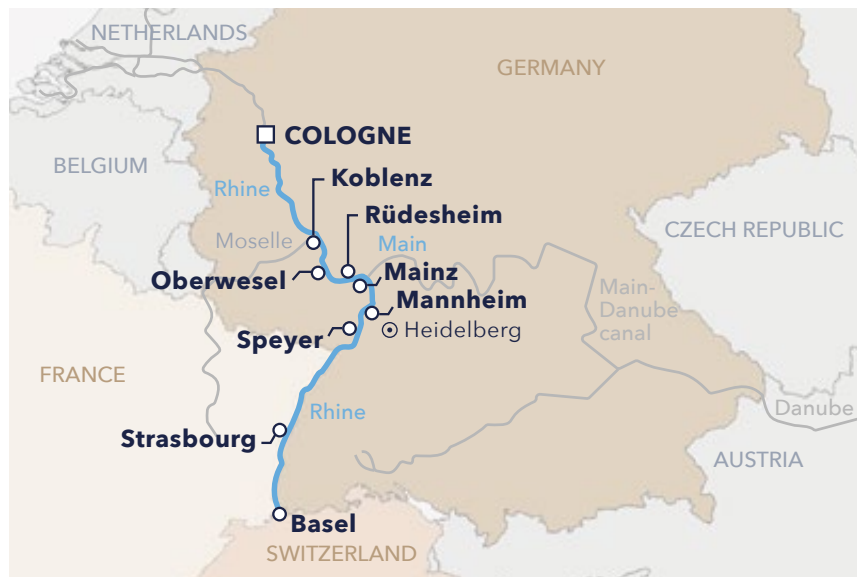 NETHERLANDS
GERMANY
COLOGNE
BELGIUM
Koblenz
Rhine
Rüdesheim
CZECH REPUBLIC
Moselle
Main
Oberwesel
Mainz
Main-
Danube
canal
Mannheim
Speyer
Heidelberg
FRANCE
Danube
Rhine
Strasbourg
AUSTRIA
Basel
SWITZERLAND